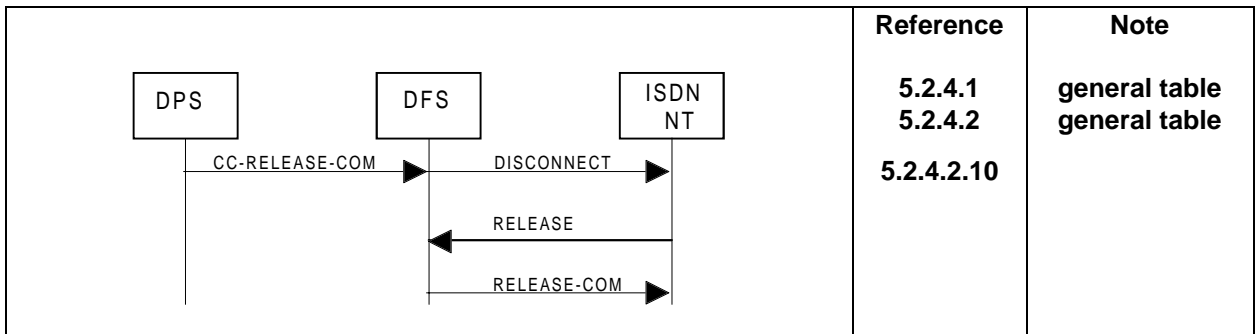 Reference Note
DPS DFS ISDN NT
5.2.4.1 general table
5.2.4.2 general table
CC-RELEASE-COM DISCONNECT
5.2.4.2.10
RELEASE
RELEASE-COM